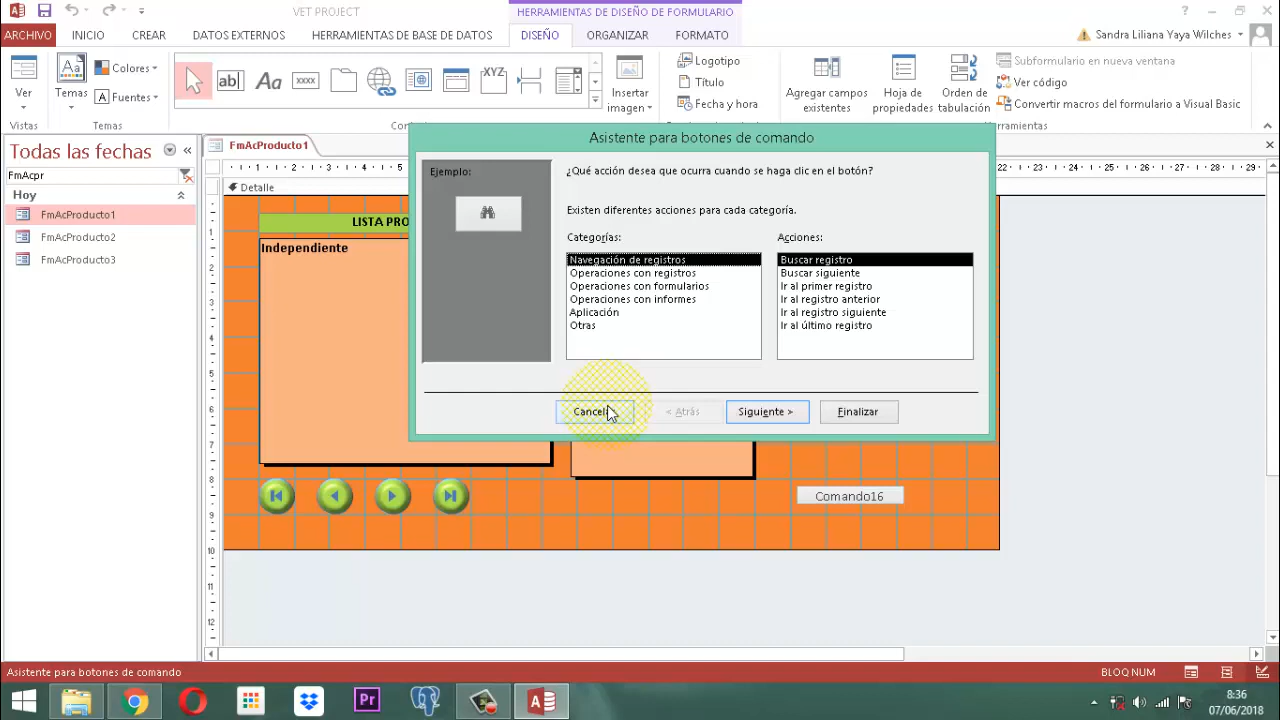 VET PROJECT
HERRAMIENTAS DE DISEÑO DE FORMULARIO
?
ARCHIVO INICIO CREAR DATOS EXTERNOS HERRAMIENTAS DE BASE DE DATOS DISEÑO ORGANIZAR FORMATO
Sandra Liliana Yaya Wilches
Ver
Vistas
Temas
Colores
Fuentes
Temas
ab|
Aa
xxxx
XYZ
Insertar
imagen
Logotipo
Título
Fecha y hora
Agregar campos
existentes
Hoja de
propiedades
Orden de
tabulación
Subformulario en nueva ventana
Ver código
Convertir macros del formulario a Visual Basic
Todas las fechas
FmAcpr
Hoy
FmAcProducto1
FmAcProducto2
FmAcProducto3
FmAcProducto1
Detalle
LISTA PRO
Independiente
Asistente para botones de comando
Ejemplo:
¿Qué acción desea que ocurra cuando se haga clic en el botón?
Existen diferentes acciones para cada categoría.
Categorías:
Navegación de registros
Operaciones con registros
Operaciones con formularios
Operaciones con informes
Aplicación
Otras
Acciones:
Buscar registro
Buscar siguiente
Ir al primer registro
Ir al registro anterior
Ir al registro siguiente
Ir al último registro
< Atrás
Siguiente >
Finalizar
Comando16
Asistente para botones de comando
BLOQ NUM
Pr
8:36
07/06/2018